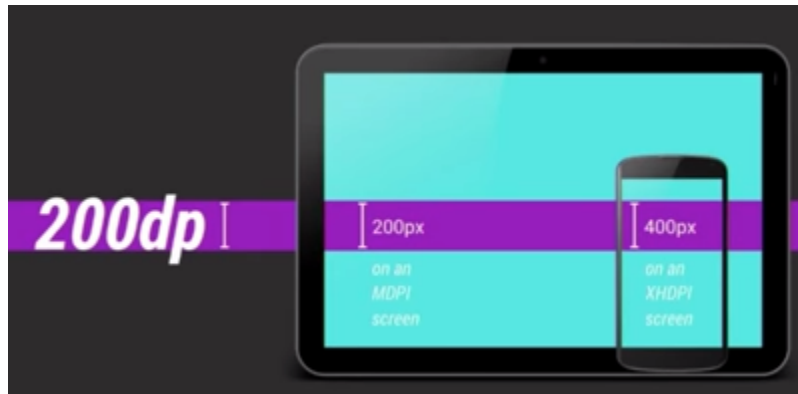 200dp
200px
on an
MDPI
screen
400px
on an
XHDPI
screen